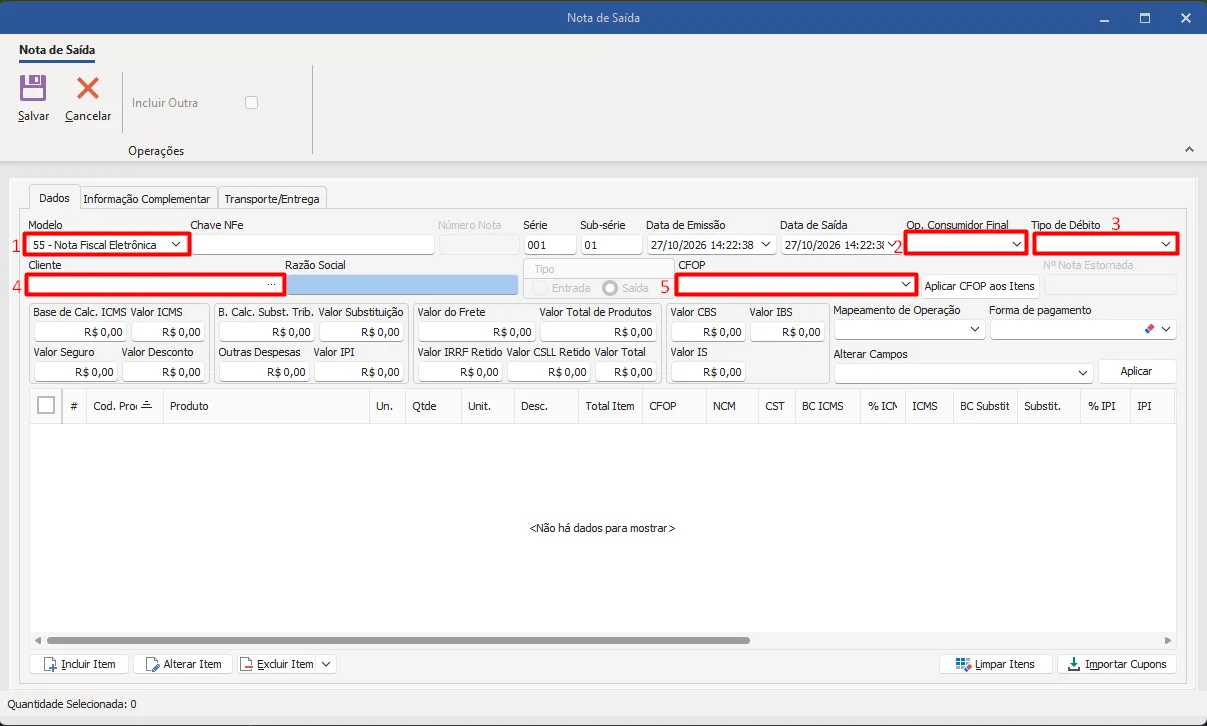 Nota de Saída
Nota de Saída
Salvar
Cancelar
Incluir Outra
Operações
Dados
Informação Complementar
Transporte/Entrega
Modelo
Chave NFe
Número Nota
Série
Sub-série
Data de Emissão
Data de Saída
Op. Consumidor Final
Tipo de Débito
3
1
55 - Nota Fiscal Eletrônica
001
01
27/10/2026 14:22:38
27/10/2026 14:22:3
2
Cliente
Razão Social
Tipo
CFOP
Nº Nota Estornada
4
...
Entrada
Saída
5
Aplicar CFOP aos Itens
Base de Calc. ICMS
Valor ICMS
B. Calc. Subst. Trib.
Valor Substituição
Valor do Frete
Valor Total de Produtos
Valor CBS
Valor IBS
Mapeamento de Operação
Forma de pagamento
R$ 0,00
R$ 0,00
R$ 0,00
R$ 0,00
R$ 0,00
R$ 0,00
R$ 0,00
R$ 0,00
Valor Seguro
Valor Desconto
Outras Despesas
Valor IPI
Valor IRRF Retido
Valor CSLL Retido
Valor Total
Valor IS
Alterar Campos
R$ 0,00
R$ 0,00
R$ 0,00
R$ 0,00
R$ 0,00
R$ 0,00
R$ 0,00
R$ 0,00
Aplicar
#
Cod. Pro
Produto
Un.
Qtde
Unit.
Desc.
Total Item
CFOP
NCM
CST
BC ICMS
% ICM
ICMS
BC Substit
Substit.
% IPI
IPI
<Não há dados para mostrar>
Incluir Item
Alterar Item
Excluir Item
Limpar Itens
Importar Cupons
Quantidade Selecionada: 0